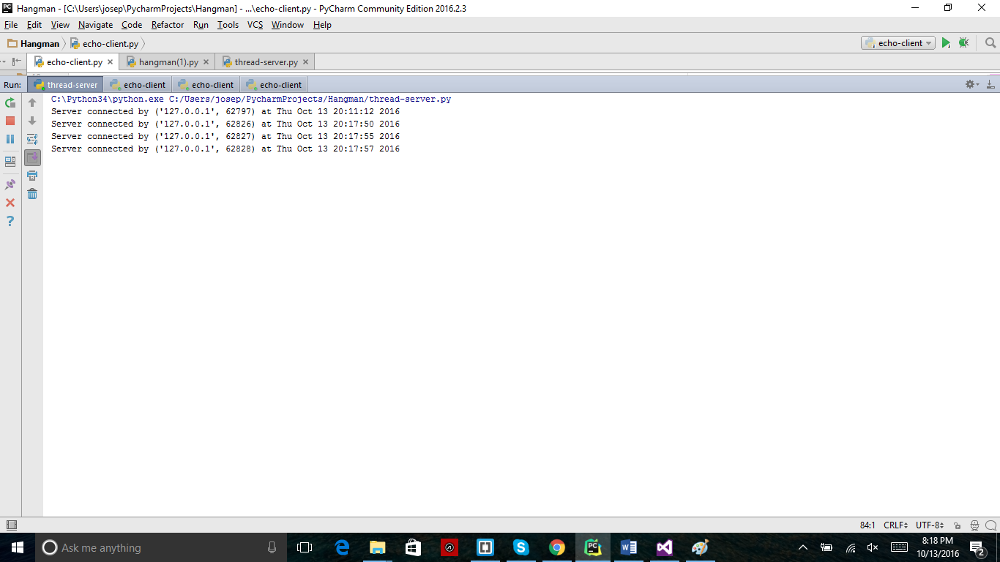 Hangman - [C:\Users\josep\PycharmProjects\Hangman] - ...\echo-client.py - PyCharm Community Edition 2016.2.3
File Edit View Navigate Code Refactor Run Tools VCS Window Help
Hangman echo-client.py echo-client
echo-client.py hangman(1).py thread-server.py
Run: thread-server echo-client echo-client echo-client
C:\Python34\python.exe C:/Users/josep/PycharmProjects/Hangman/thread-server.py
Server connected by ('127.0.0.1', 62797) at Thu Oct 13 20:11:12 2016
Server connected by ('127.0.0.1', 62826) at Thu Oct 13 20:17:50 2016
Server connected by ('127.0.0.1', 62827) at Thu Oct 13 20:17:55 2016
Server connected by ('127.0.0.1', 62828) at Thu Oct 13 20:17:57 2016
84:1 CRLF UTF-8
Ask me anything
8:18 PM
10/13/2016
2